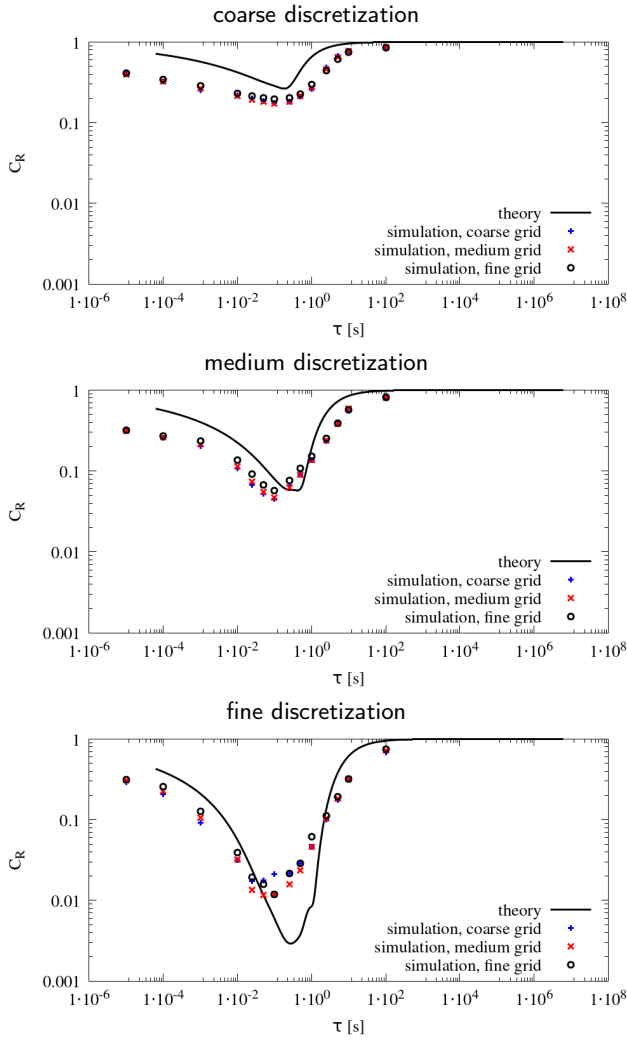 coarse discretization
1
0.1
0.01
0.001
C_R
theory
simulation, coarse grid
simulation, medium grid
simulation, fine grid
1·10^-6 1·10^-4 1·10^-2 1·10^0 1·10^2 1·10^4 1·10^6 1·10^8
τ [s]
medium discretization
1
0.1
0.01
0.001
C_R
theory
simulation, coarse grid
simulation, medium grid
simulation, fine grid
1·10^-6 1·10^-4 1·10^-2 1·10^0 1·10^2 1·10^4 1·10^6 1·10^8
τ [s]
fine discretization
1
0.1
0.01
0.001
C_R
theory
simulation, coarse grid
simulation, medium grid
simulation, fine grid
1·10^-6 1·10^-4 1·10^-2 1·10^0 1·10^2 1·10^4 1·10^6 1·10^8
τ [s]